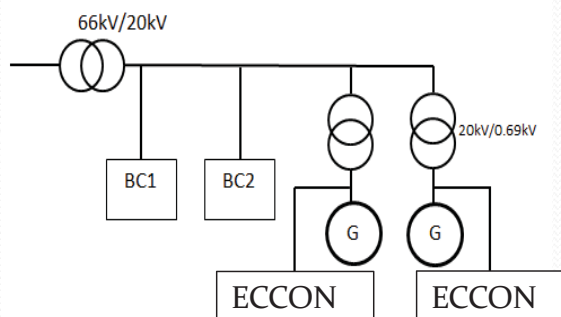 66kV/20kV
20kV/0.69kV
BC1
BC2
G
G
ECCON
ECCON